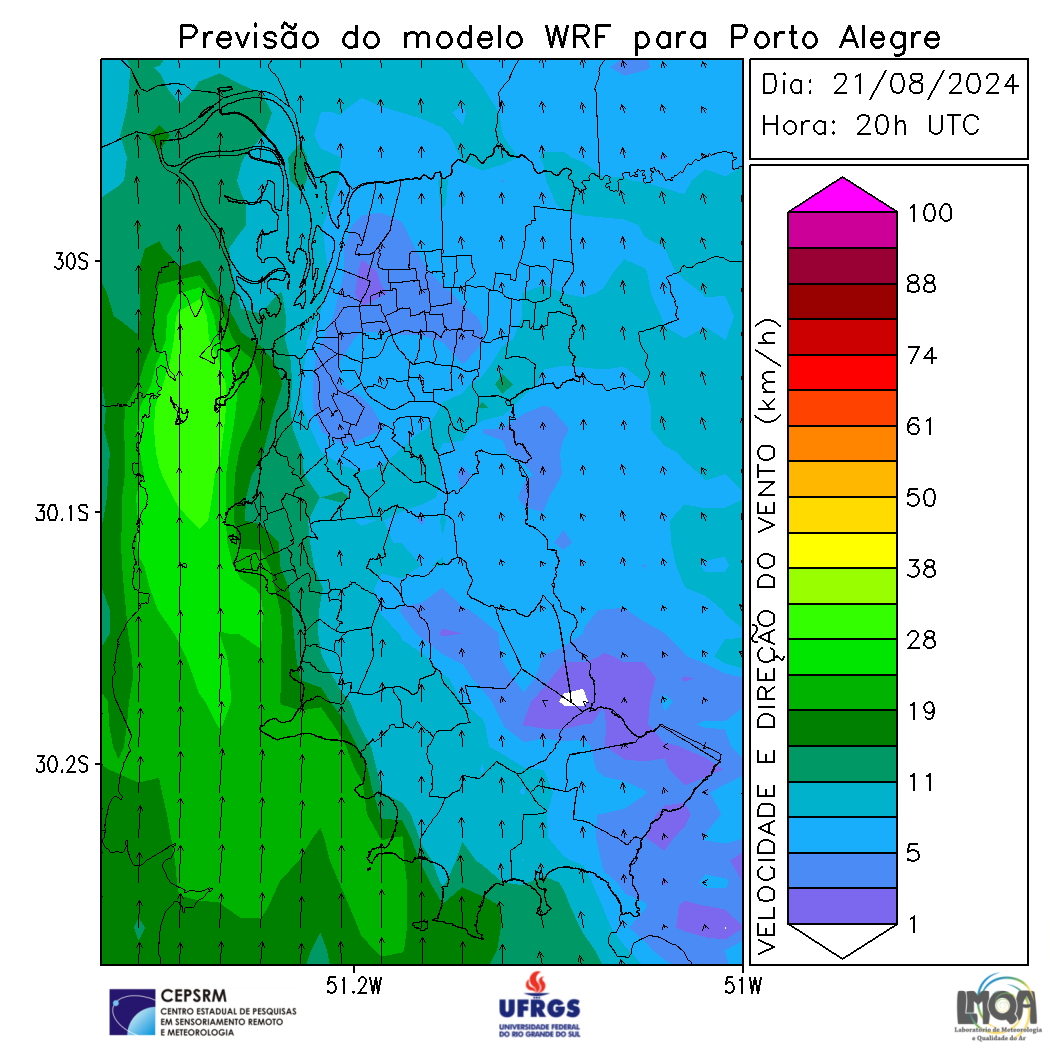 Previsão do modelo WRF para Porto Alegre
Dia: 21/08/2024
Hora: 20h UTC
30S
30.1S
30.2S
51.2W
51W
VELOCIDADE E DIREÇÃO DO VENTO (km/h)
100
88
74
61
50
38
28
19
11
5
1
CEPSRM
CENTRO ESTADUAL DE PESQUISAS
EM SENSORIAMENTO REMOTO
E METEOROLOGIA
UFRGS
UNIVERSIDADE FEDERAL
DO RIO GRANDE DO SUL
LMQA
Laboratório de Meteorologia
e Qualidade do Ar